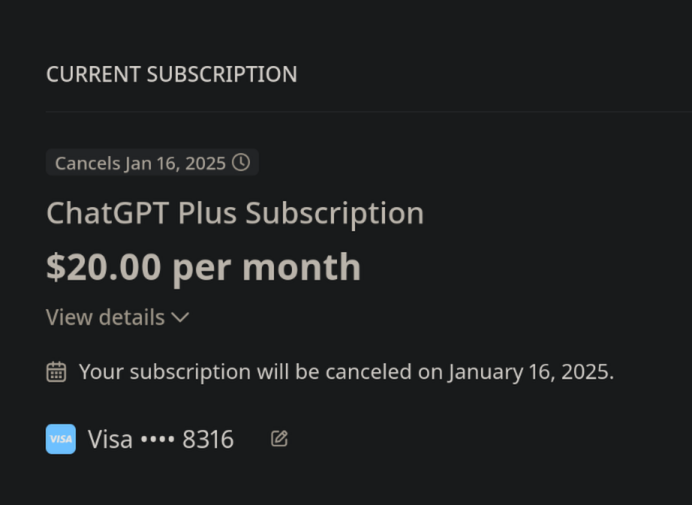 CURRENT SUBSCRIPTION
Cancels Jan 16, 2025
ChatGPT Plus Subscription
$20.00 per month
View details
Your subscription will be canceled on January 16, 2025.
VISA Visa •••• 8316